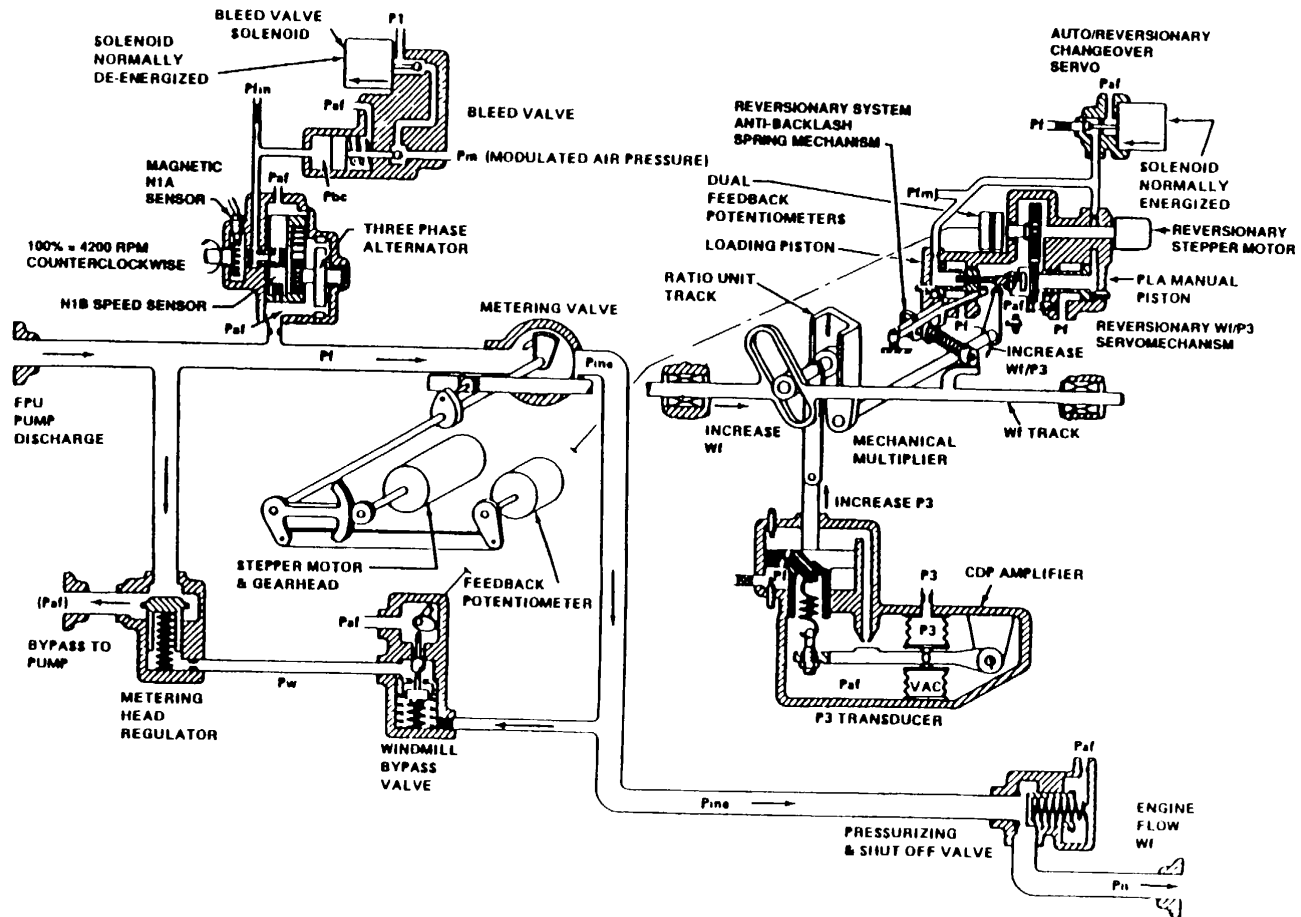 BLEED VALVE
SOLENOID
P1
SOLENOID
NORMALLY
DE-ENERGIZED
Pfin
Paf
BLEED VALVE
Pm (MODULATED AIR PRESSURE)
Pbc
MAGNETIC
N1A
SENSOR
Paf
THREE PHASE
ALTERNATOR
100% = 4200 RPM
COUNTERCLOCKWISE
N1B SPEED SENSOR
Paf
AUTO/REVERSIONARY
CHANGEOVER
SERVO
Paf
Pf
SOLENOID
NORMALLY
ENERGIZED
REVERSIONARY SYSTEM
ANTI-BACKLASH
SPRING MECHANISM
DUAL
FEEDBACK
POTENTIOMETERS
LOADING PISTON
RATIO UNIT
TRACK
REVERSIONARY
STEPPER MOTOR
PLA MANUAL
PISTON
Paf
Pf
Pf
REVERSIONARY Wf/P3
SERVOMECHANISM
INCREASE
Wf/P3
METERING VALVE
Pf
Pine
FPU
PUMP
DISCHARGE
INCREASE
Wf
MECHANICAL
MULTIPLIER
Wf TRACK
INCREASE P3
STEPPER MOTOR
& GEARHEAD
FEEDBACK
POTENTIOMETER
Pf
P3
CDP AMPLIFIER
P3
VAC
Paf
P3 TRANSDUCER
(Paf)
BYPASS TO
PUMP
METERING
HEAD
REGULATOR
Pw
Paf
WINDMILL
BYPASS
VALVE
Pine
Paf
PRESSURIZING
& SHUT OFF VALVE
ENGINE
FLOW
Wf